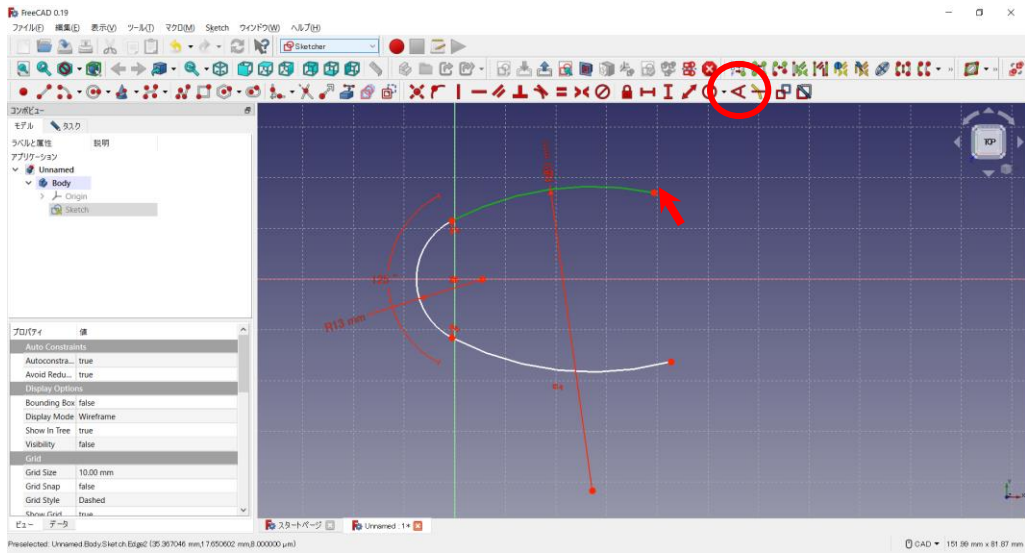 FreeCAD 0.19
ファイル(F) 編集(E) 表示(V) ツール(T) マクロ(M) Sketch ウィンドウ(W) ヘルプ(H)
Sketcher
コンボビュー
モデル タスク
ラベルと属性 説明
アプリケーション
Unnamed
Body
Origin
Sketch
TOP
125 °
R13 mm
プロパティ 値
Auto Constraints
Autoconstra... true
Avoid Redu... true
Display Options
Bounding Box false
Display Mode Wireframe
Show In Tree true
Visibility false
Grid
Grid Size 10.00 mm
Grid Snap false
Grid Style Dashed
Show Grid true
ビュー データ
スタートページ Unnamed : 1*
Preselected: Unnamed.Body.Sketch.Edge2 (35.367046 mm,17.650602 mm,8.000000 μm)
CAD 151.98 mm x 81.87 mm